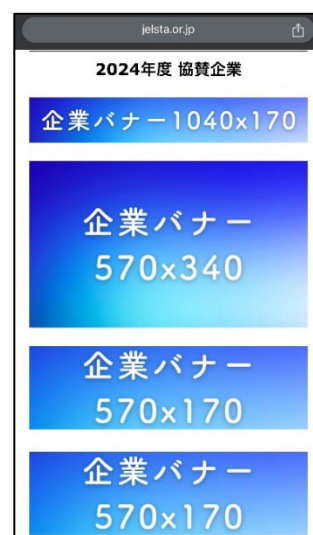 jelsta.or.jp
2024年度 協賛企業
企業バナー1040x170
企業バナー
570x340
企業バナー
570x170
企業バナー
570x170